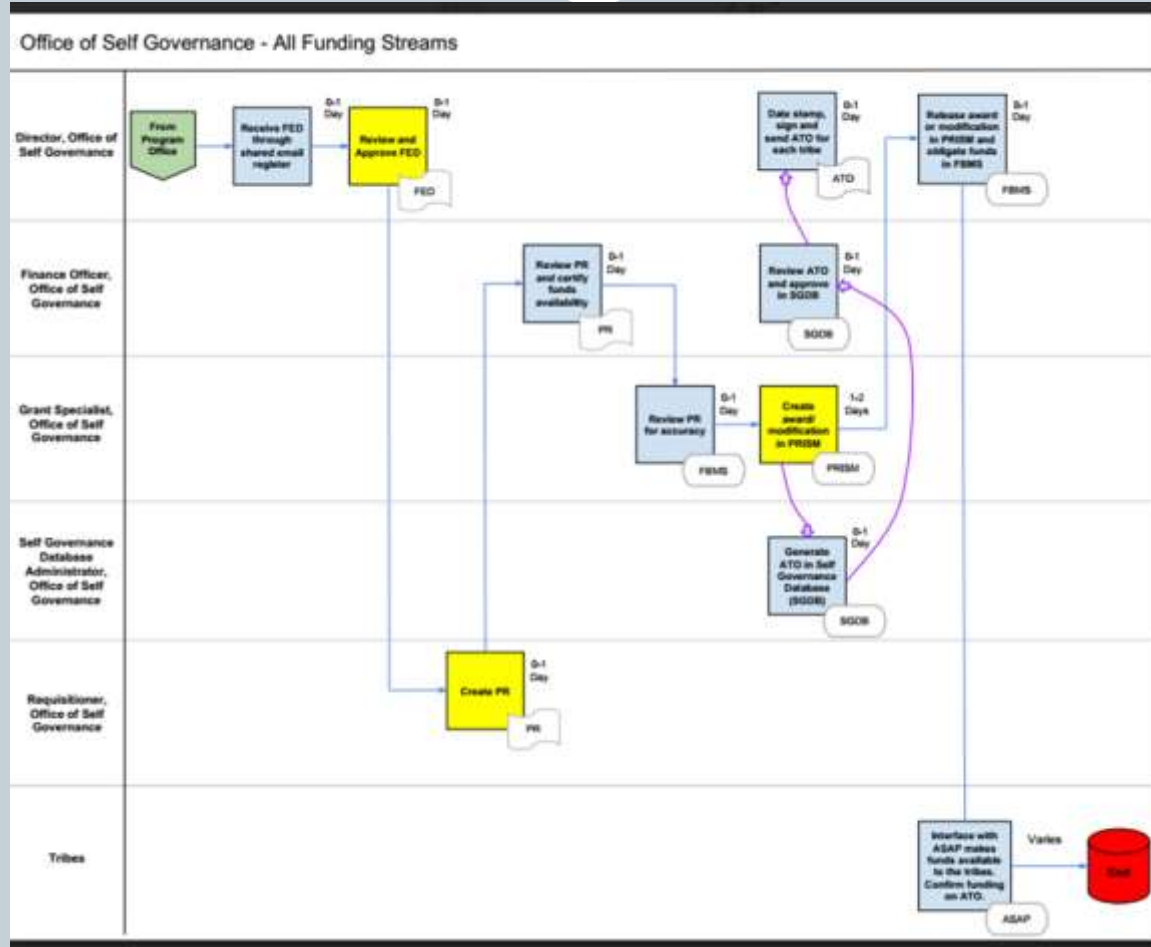 Office of Self Governance - All Funding Streams
Director, Office of
Self Governance
From
Program
Office
Receive FED
through
shared email
register
0-1
Day
Review and
Approve FED
0-1
Day
FED
Date stamp,
sign and
send ATO for
each tribe
0-1
Day
ATO
Release award
or modification
in PRISM and
obligate funds
in FBMS
0-1
Day
FBMS
Finance Officer,
Office of Self
Governance
Review PR
and certify
funds
availability
0-1
Day
PR
Review ATO
and approve
in SGDB
0-1
Day
SGDB
Grant Specialist,
Office of Self
Governance
Review PR
for accuracy
0-1
Day
FBMS
Create
award/
modification
in PRISM
1-2
Days
PRISM
Self Governance
Database
Administrator,
Office of Self
Governance
Generate
ATO in Self
Governance
Database
(SGDB)
0-1
Day
SGDB
Requisitioner,
Office of Self
Governance
Create PR
0-1
Day
PR
Tribes
Interface with
ASAP makes
funds available
to the tribes.
Confirm funding
on ATO.
ASAP
Varies
End